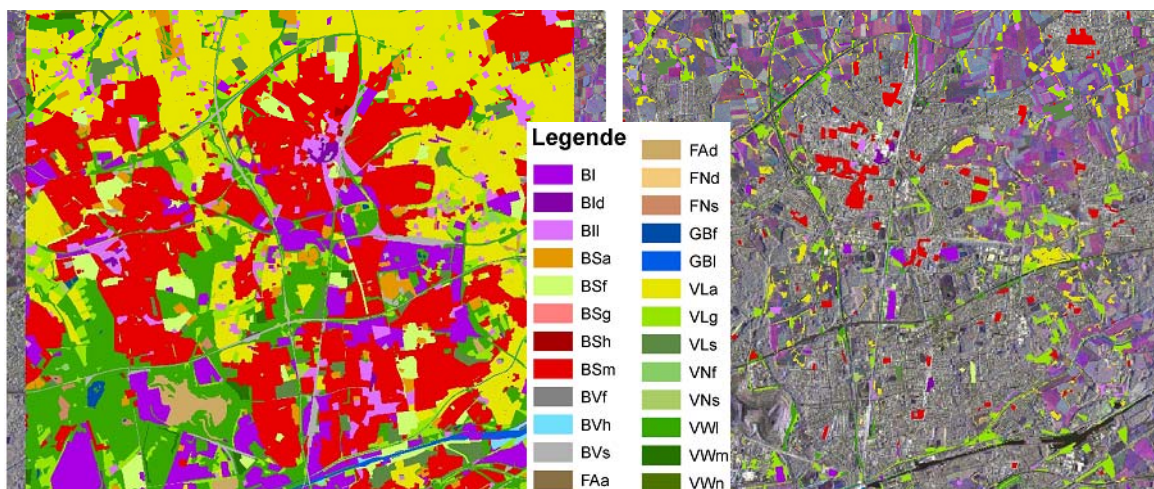 Legende
BI
BId
BII
BSa
BSf
BSg
BSh
BSm
BVf
BVh
BVs
FAa
FAd
FNd
FNs
GBf
GBl
VLa
VLg
VLs
VNf
VNs
VWl
VWm
VWn